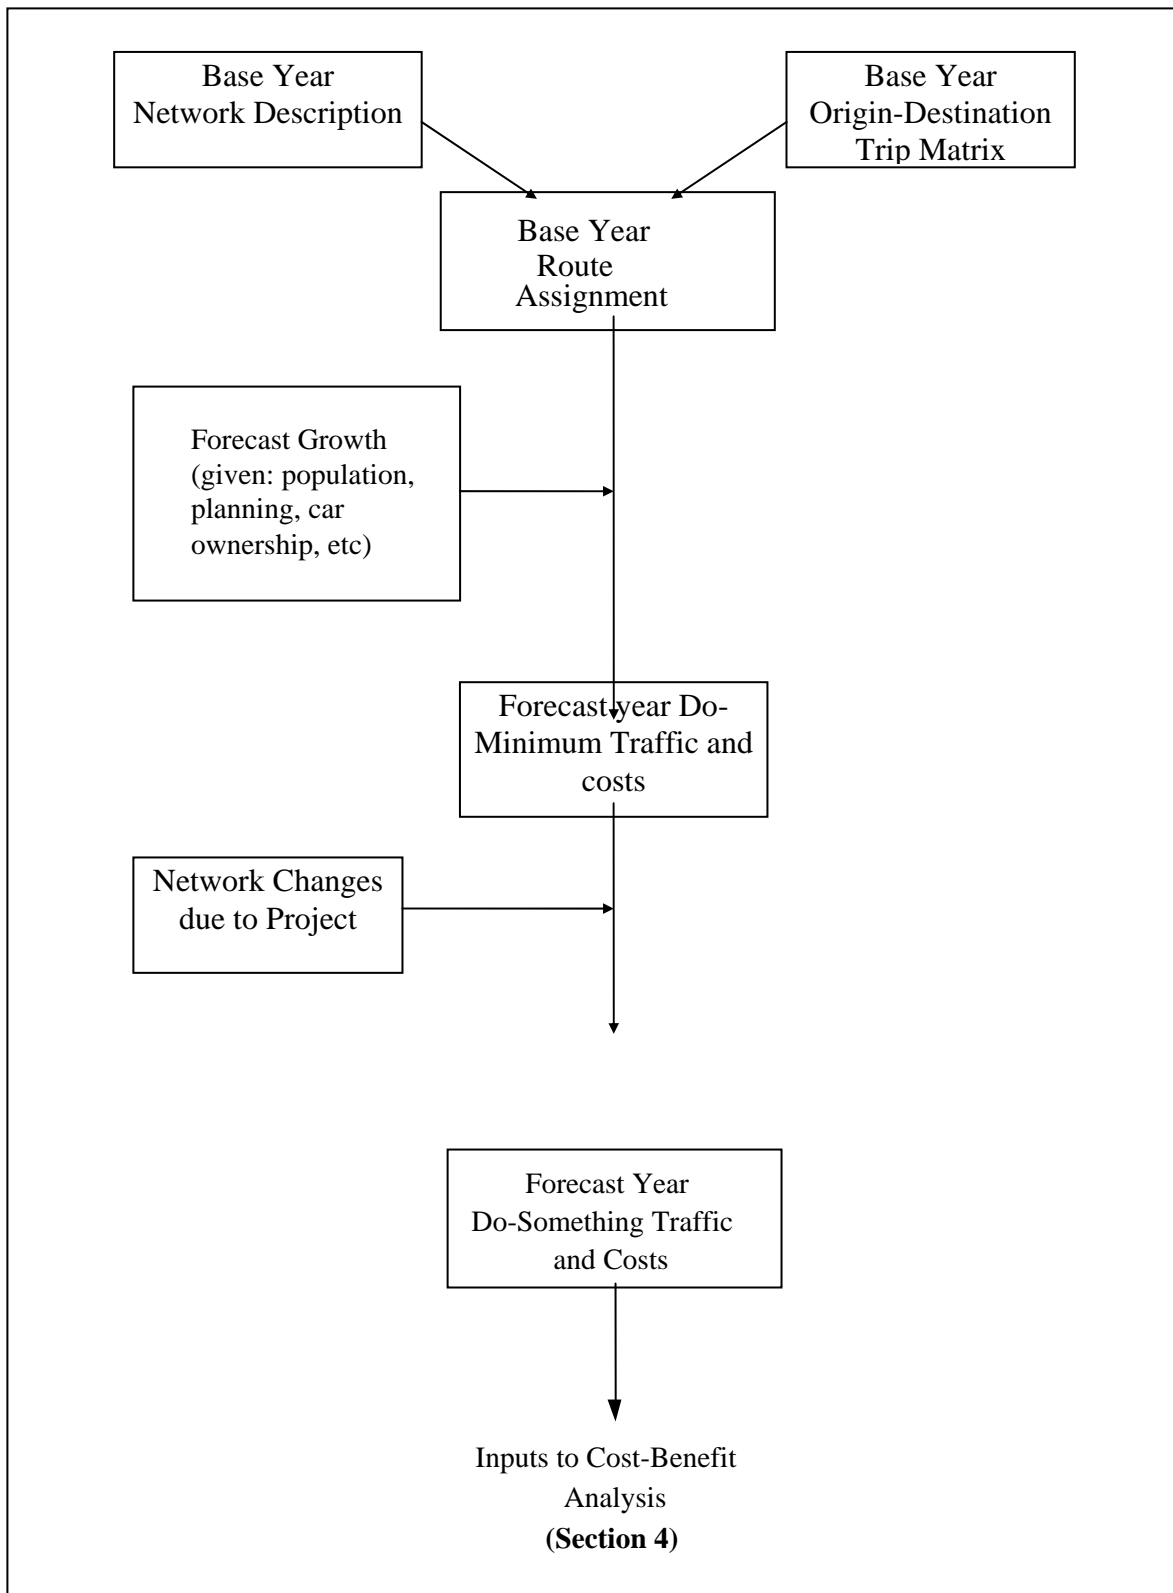 Base Year
Network Description
Base Year
Origin-Destination
Trip Matrix
Base Year
Route
Assignment
Forecast Growth
(given: population,
planning, car
ownership, etc)
Forecast year Do-
Minimum Traffic and
costs
Network Changes
due to Project
Forecast Year
Do-Something Traffic
and Costs
Inputs to Cost-Benefit
Analysis
(Section 4)